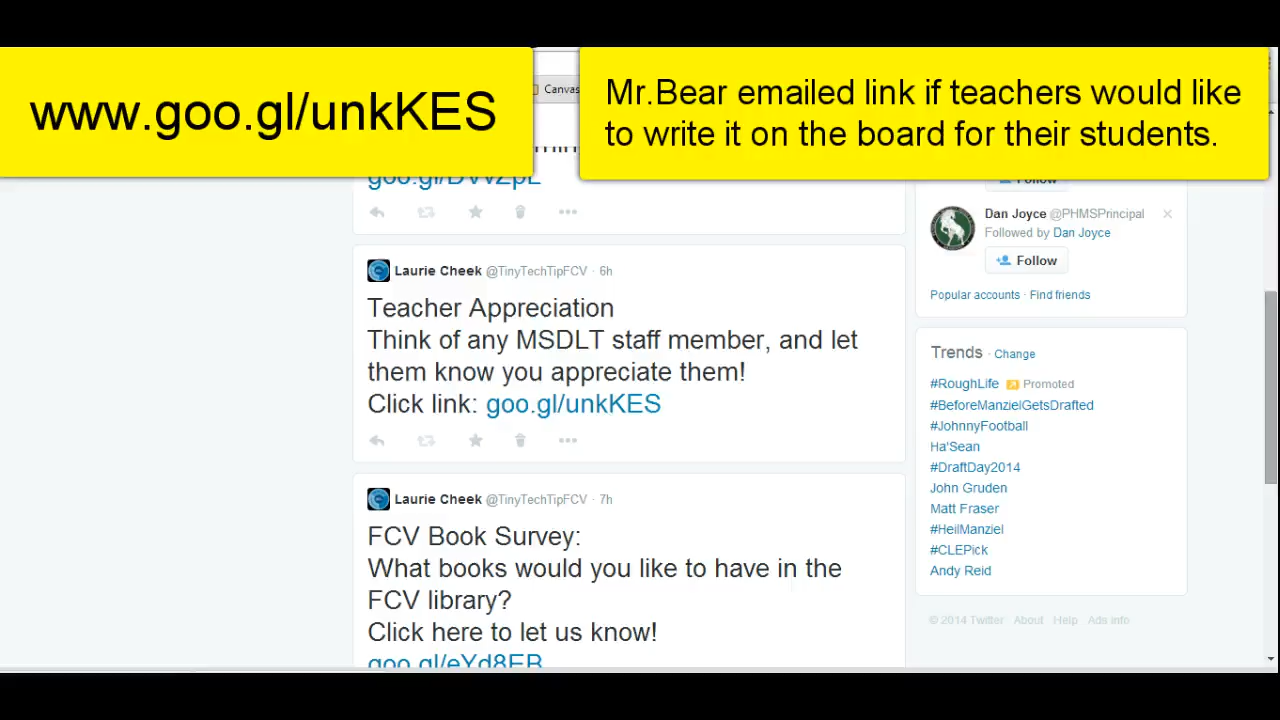 www.goo.gl/unkKES
Mr.Bear emailed link if teachers would like
to write it on the board for their students.
Canvas
Follow
Laurie Cheek @TinyTechTipFCV · 6h
Teacher Appreciation
Think of any MSDLT staff member, and let
them know you appreciate them!
Click link: goo.gl/unkKES
Laurie Cheek @TinyTechTipFCV · 7h
FCV Book Survey:
What books would you like to have in the
FCV library?
Click here to let us know!
goo.gl/eYd8EB
Dan Joyce @PHMSPrincipal
Followed by Dan Joyce
Follow
Popular accounts · Find friends
Trends · Change
#RoughLife Promoted
#BeforeManzielGetsDrafted
#JohnnyFootball
Ha'Sean
#DraftDay2014
John Gruden
Matt Fraser
#HeilManziel
#CLEPick
Andy Reid
© 2014 Twitter About Help Ads info